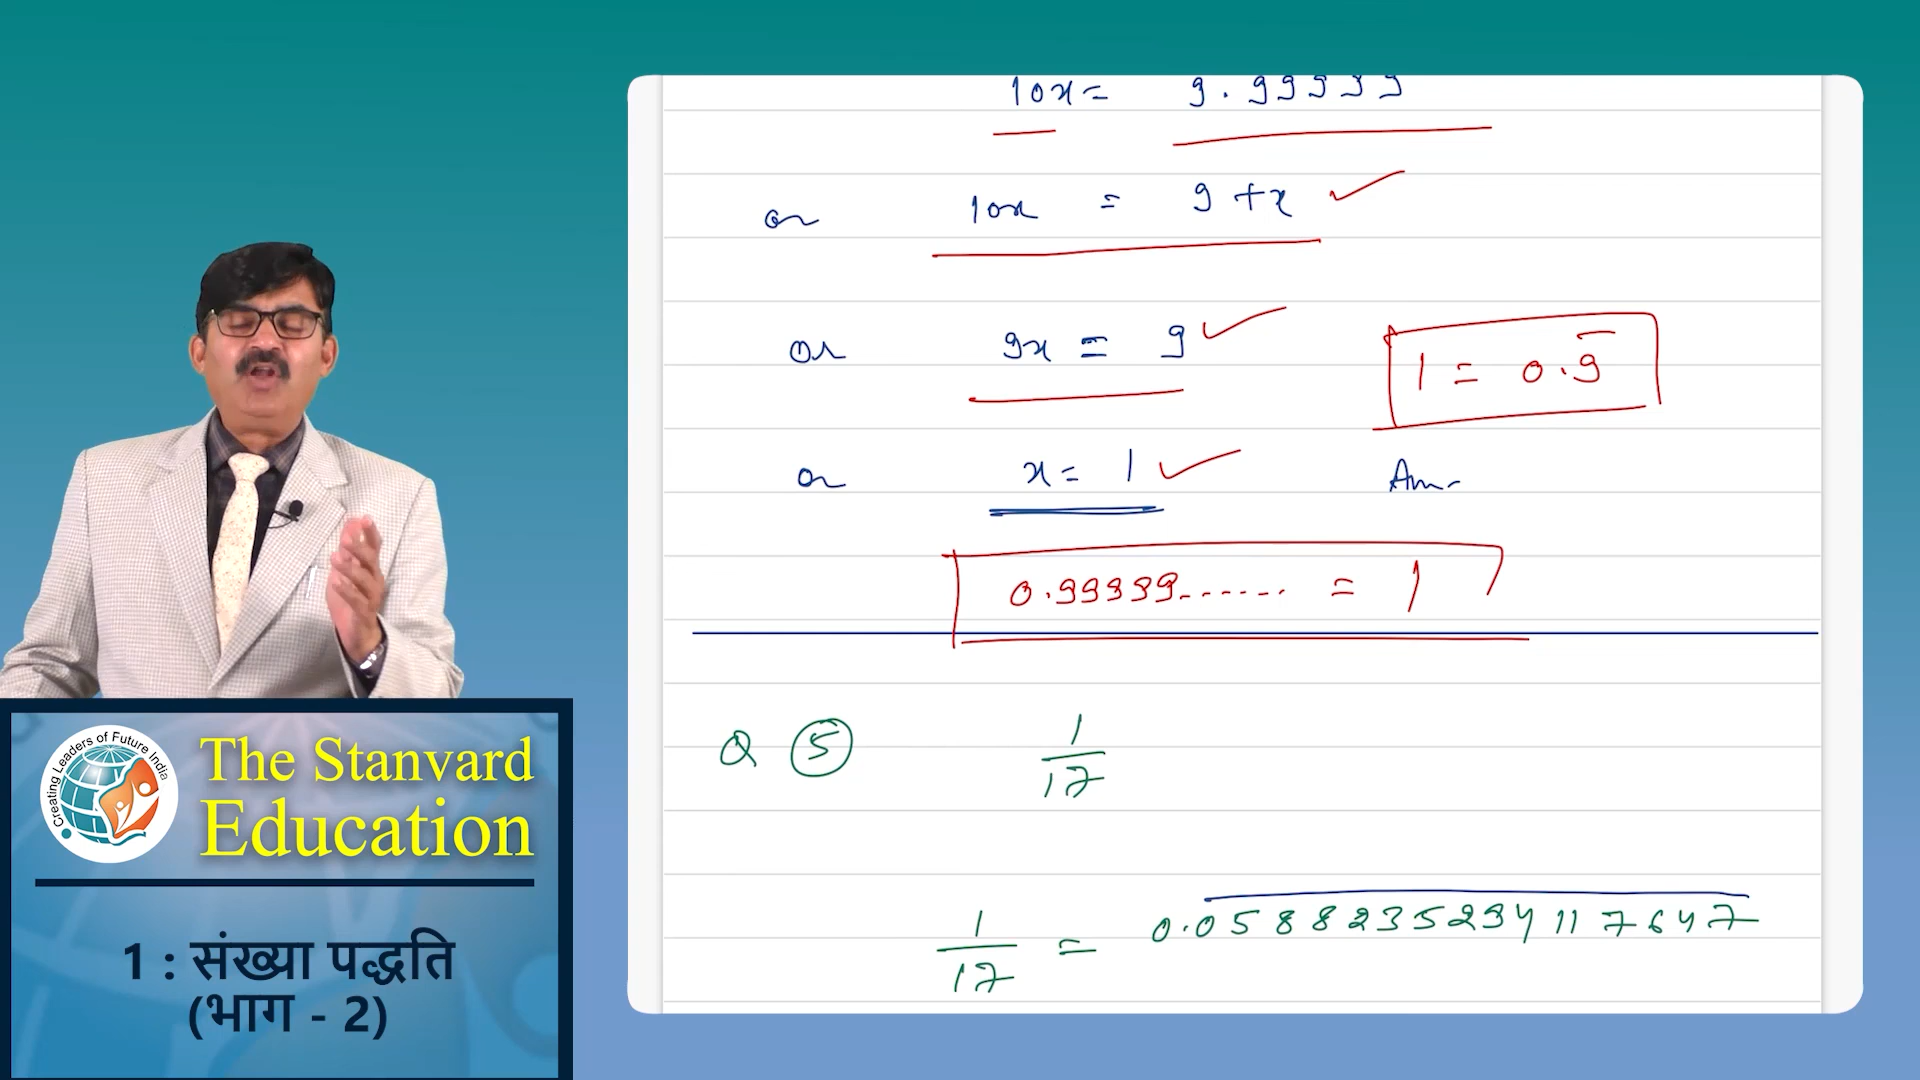 10x = 9.99999
or 10x = 9 + x ✓
or 9x = 9 ✓
1 = 0.9̅
or x = 1 ✓ Ans.
0.99999....... = 1
Q ⑤ 1/17
1/17 = 0.0588235294117647
Creating Leaders of Future India
The Stanvard
Education
1 : संख्या पद्धति
(भाग - 2)